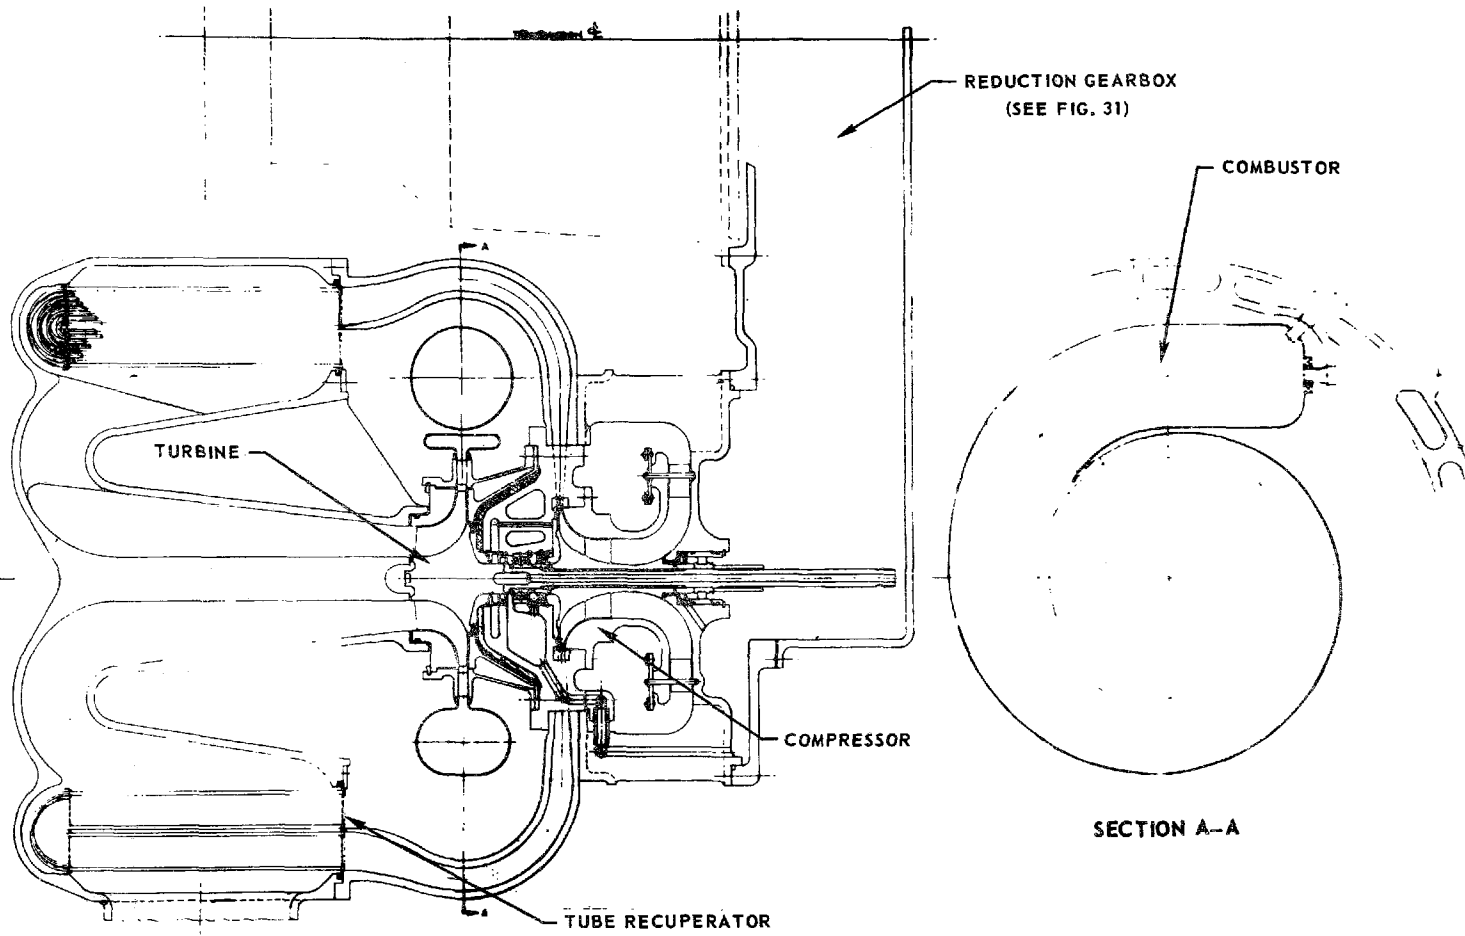 REDUCTION GEARBOX
(SEE FIG. 31)
COMBUSTOR
A
TURBINE
COMPRESSOR
SECTION A-A
A
TUBE RECUPERATOR